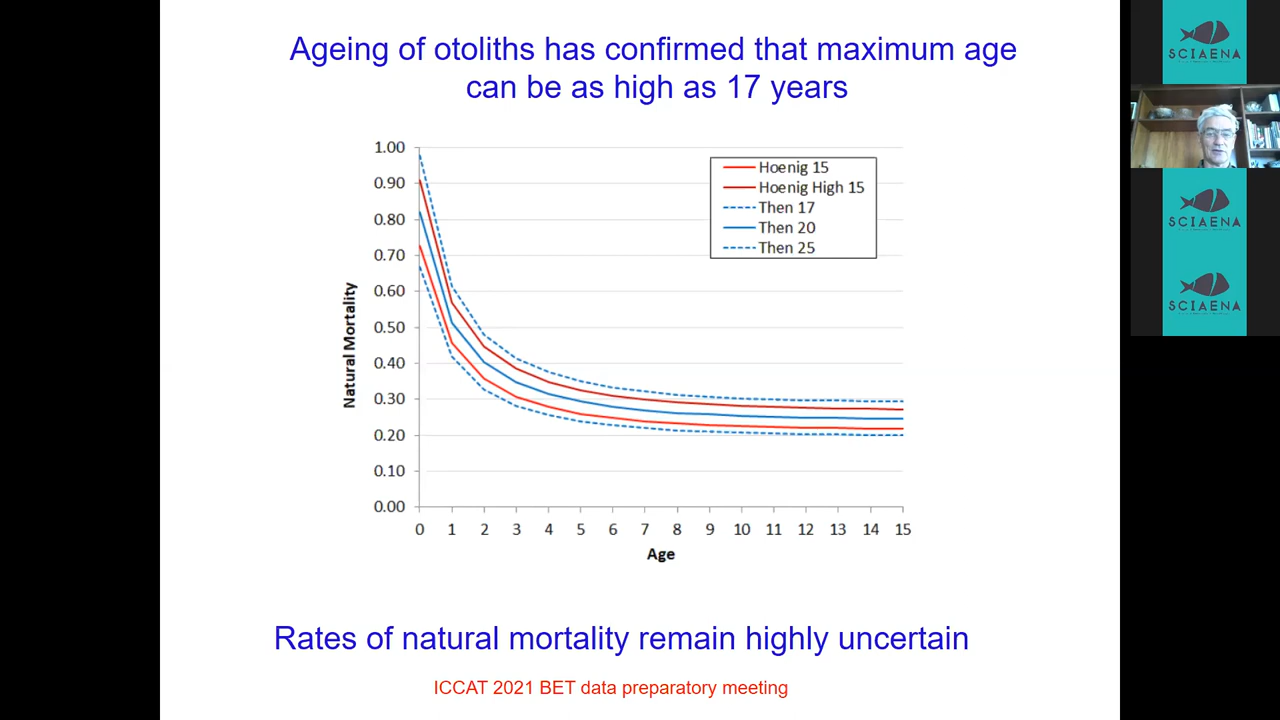 Ageing of otoliths has confirmed that maximum age
can be as high as 17 years
1.00
0.90
0.80
0.70
0.60
0.50
0.40
0.30
0.20
0.10
0.00
Natural Mortality
Hoenig 15
Hoenig High 15
Then 17
Then 20
Then 25
0 1 2 3 4 5 6 7 8 9 10 11 12 13 14 15
Age
Rates of natural mortality remain highly uncertain
ICCAT 2021 BET data preparatory meeting
SCIAENA
SCIAENA
SCIAENA